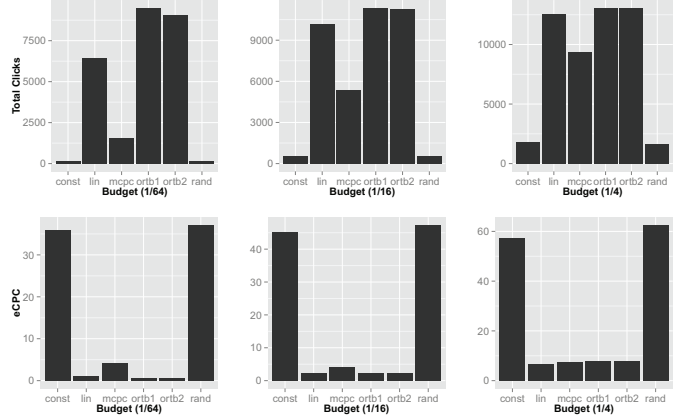 Total Clicks
7500
5000
2500
0
const lin mcpc ortb1 ortb2 rand
Budget (1/64)
9000
6000
3000
0
const lin mcpc ortb1 ortb2 rand
Budget (1/16)
10000
5000
0
const lin mcpc ortb1 ortb2 rand
Budget (1/4)
eCPC
30
20
10
0
const lin mcpc ortb1 ortb2 rand
Budget (1/64)
40
30
20
10
0
const lin mcpc ortb1 ortb2 rand
Budget (1/16)
60
40
20
0
const lin mcpc ortb1 ortb2 rand
Budget (1/4)